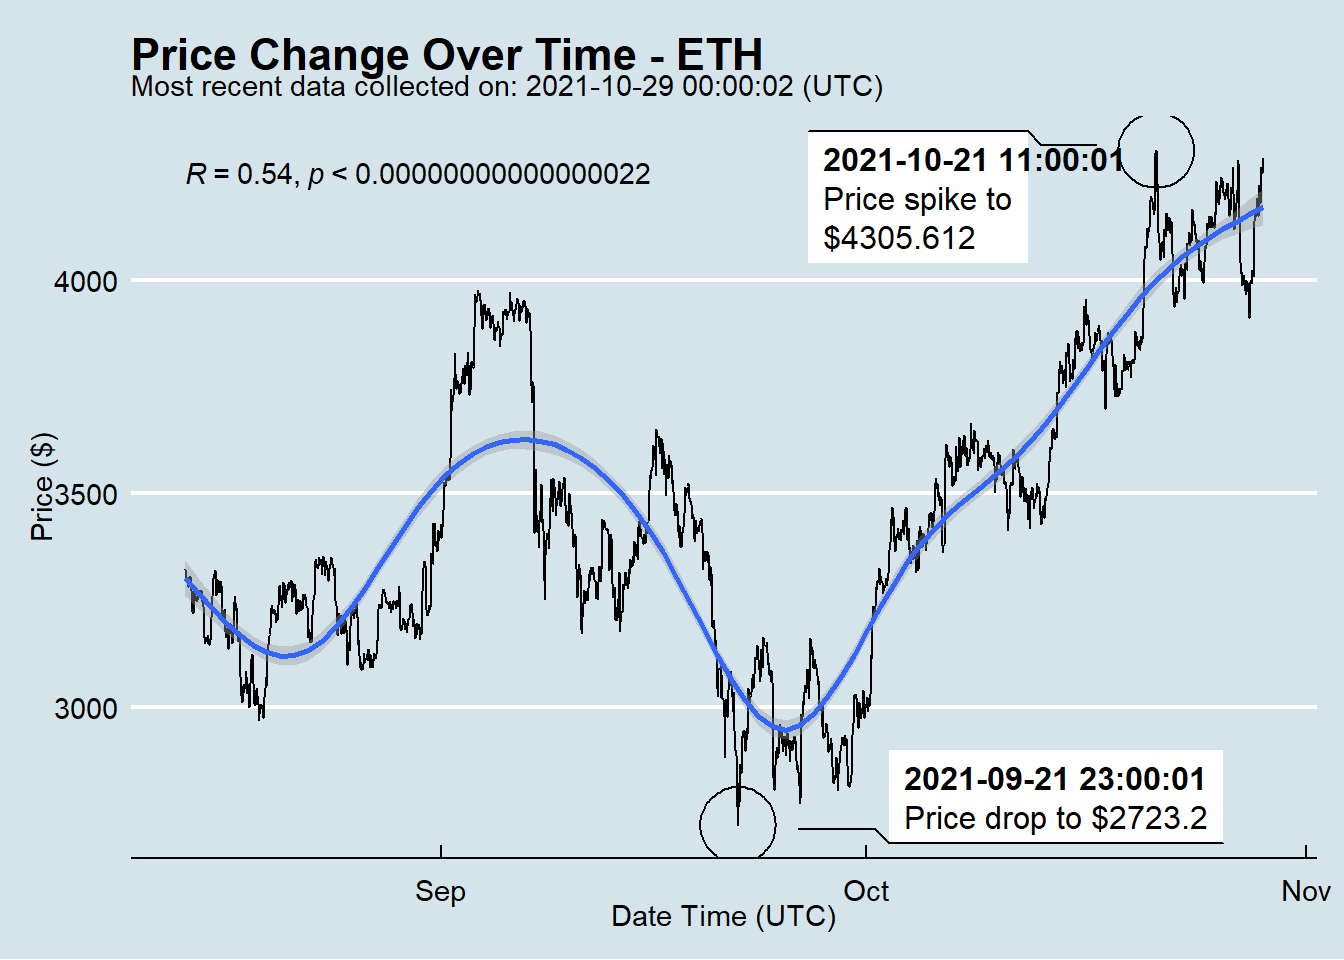 Price Change Over Time - ETH
Most recent data collected on: 2021-10-29 00:00:02 (UTC)
R = 0.54, p < 0.00000000000000022
2021-10-21 11:00:01
Price spike to
$4305.612
4000
3500
3000
Price ($)
2021-09-21 23:00:01
Price drop to $2723.2
Sep
Oct
Nov
Date Time (UTC)